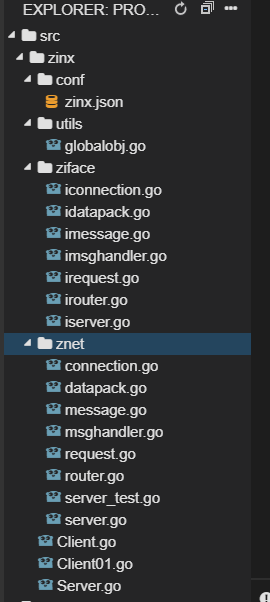 EXPLORER: PRO...
src
zinx
conf
zinx.json
utils
globalobj.go
ziface
iconnection.go
idatapack.go
imessage.go
imsghandler.go
irequest.go
irouter.go
iserver.go
znet
connection.go
datapack.go
message.go
msghandler.go
request.go
router.go
server_test.go
server.go
Client.go
Client01.go
Server.go